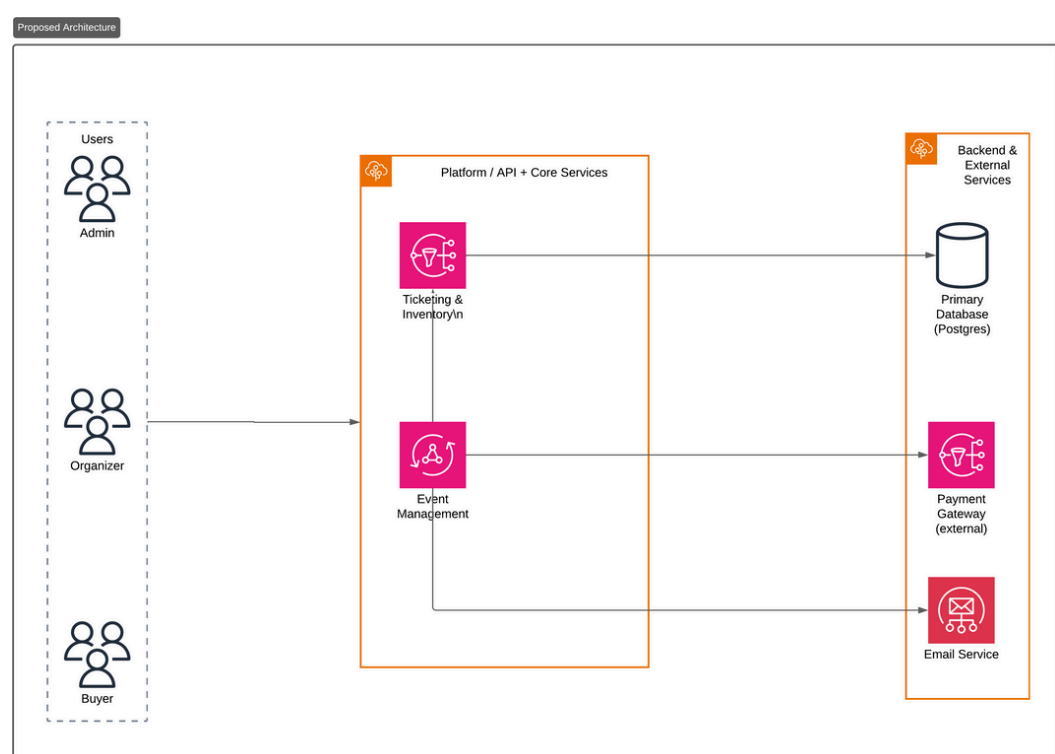 Proposed Architecture
Users
Admin
Organizer
Buyer
Platform / API + Core Services
Ticketing &
Inventory\n
Event
Management
Backend &
External
Services
Primary
Database
(Postgres)
Payment
Gateway
(external)
Email Service